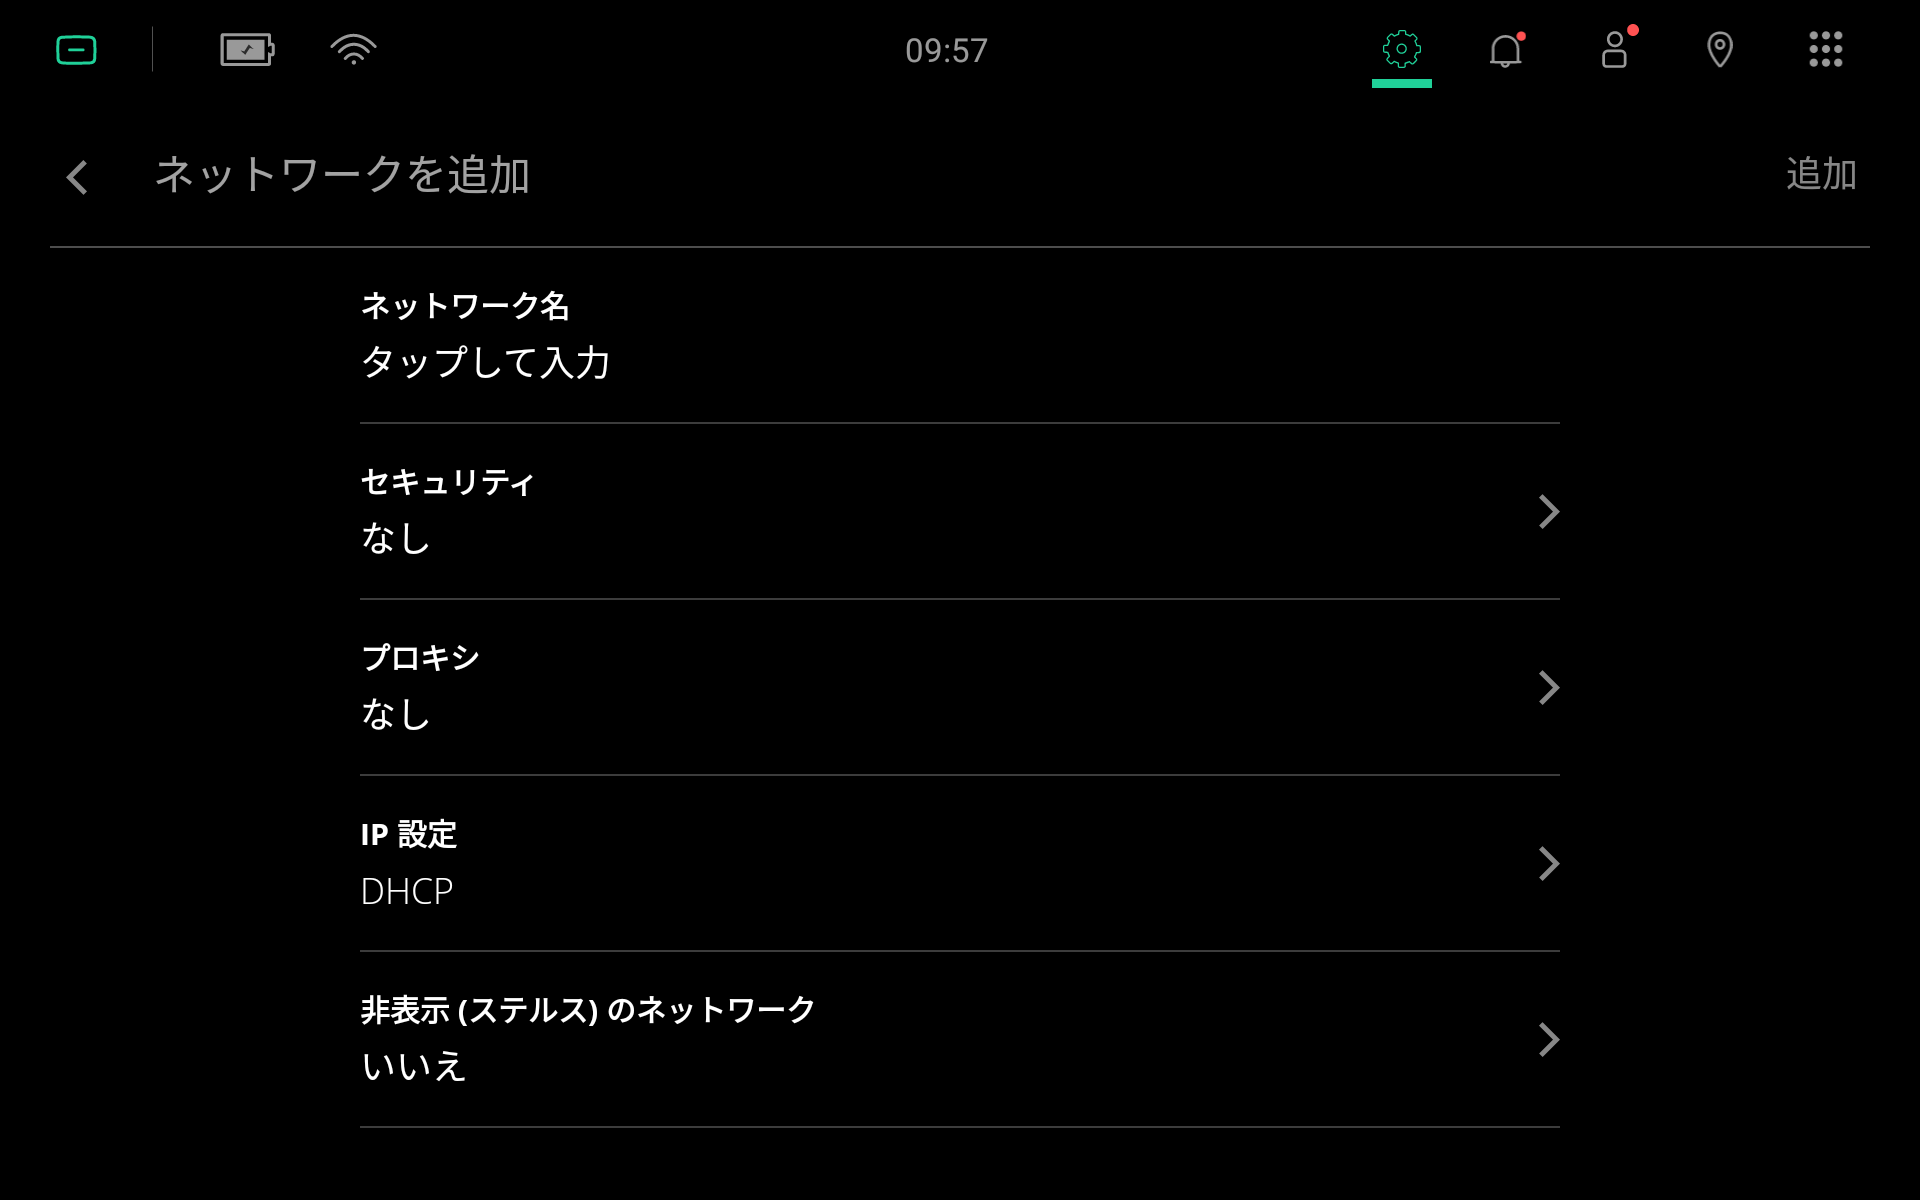 09:57
ネットワークを追加
追加
ネットワーク名
タップして入力
セキュリティ
なし
プロキシ
なし
IP 設定
DHCP
非表示 (ステルス) のネットワーク
いいえ